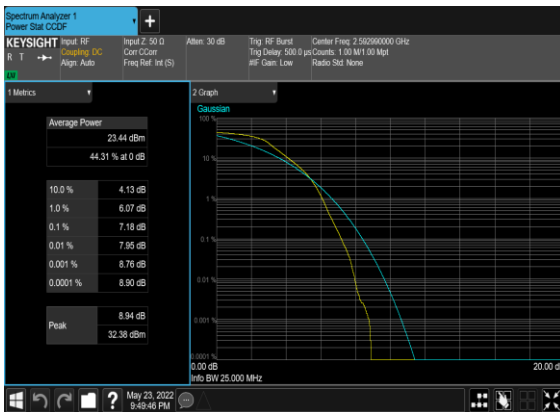 Spectrum Analyzer 1
Power Stat CCDF
+
KEYSIGHT
R T
LV
Input: RF
Coupling: DC
Align: Auto
Input Z: 50 Ω
Corr CCorr
Freq Ref: Int (S)
Atten: 30 dB
Trig: RF Burst
Trig Delay: 500.0 µs
#IF Gain: Low
Center Freq: 2.592990000 GHz
Counts: 1.00 M/1.00 Mpt
Radio Std: None
1 Metrics
Average Power
23.44 dBm
44.31 % at 0 dB
10.0 % 4.13 dB
1.0 % 6.07 dB
0.1 % 7.18 dB
0.01 % 7.95 dB
0.001 % 8.76 dB
0.0001 % 8.90 dB
Peak
8.94 dB
32.38 dBm
2 Graph
Gaussian
100 %
10 %
1 %
0.1 %
0.01 %
0.001 %
0.0001 %
0.00 dB
20.00 d
Info BW 25.000 MHz
?
May 23, 2022
9:49:46 PM